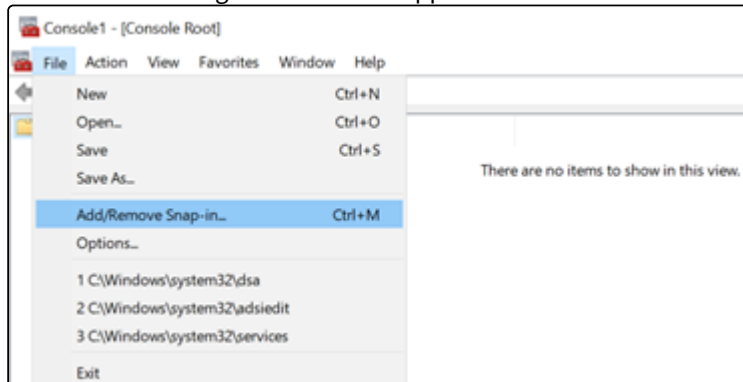 Console1 - [Console Root]
File Action View Favorites Window Help
New Ctrl+N
Open... Ctrl+O
Save Ctrl+S
Save As...
There are no items to show in this view.
Add/Remove Snap-in... Ctrl+M
Options...
1 C:\Windows\system32\dsa
2 C:\Windows\system32\adsiedit
3 C:\Windows\system32\services
Exit